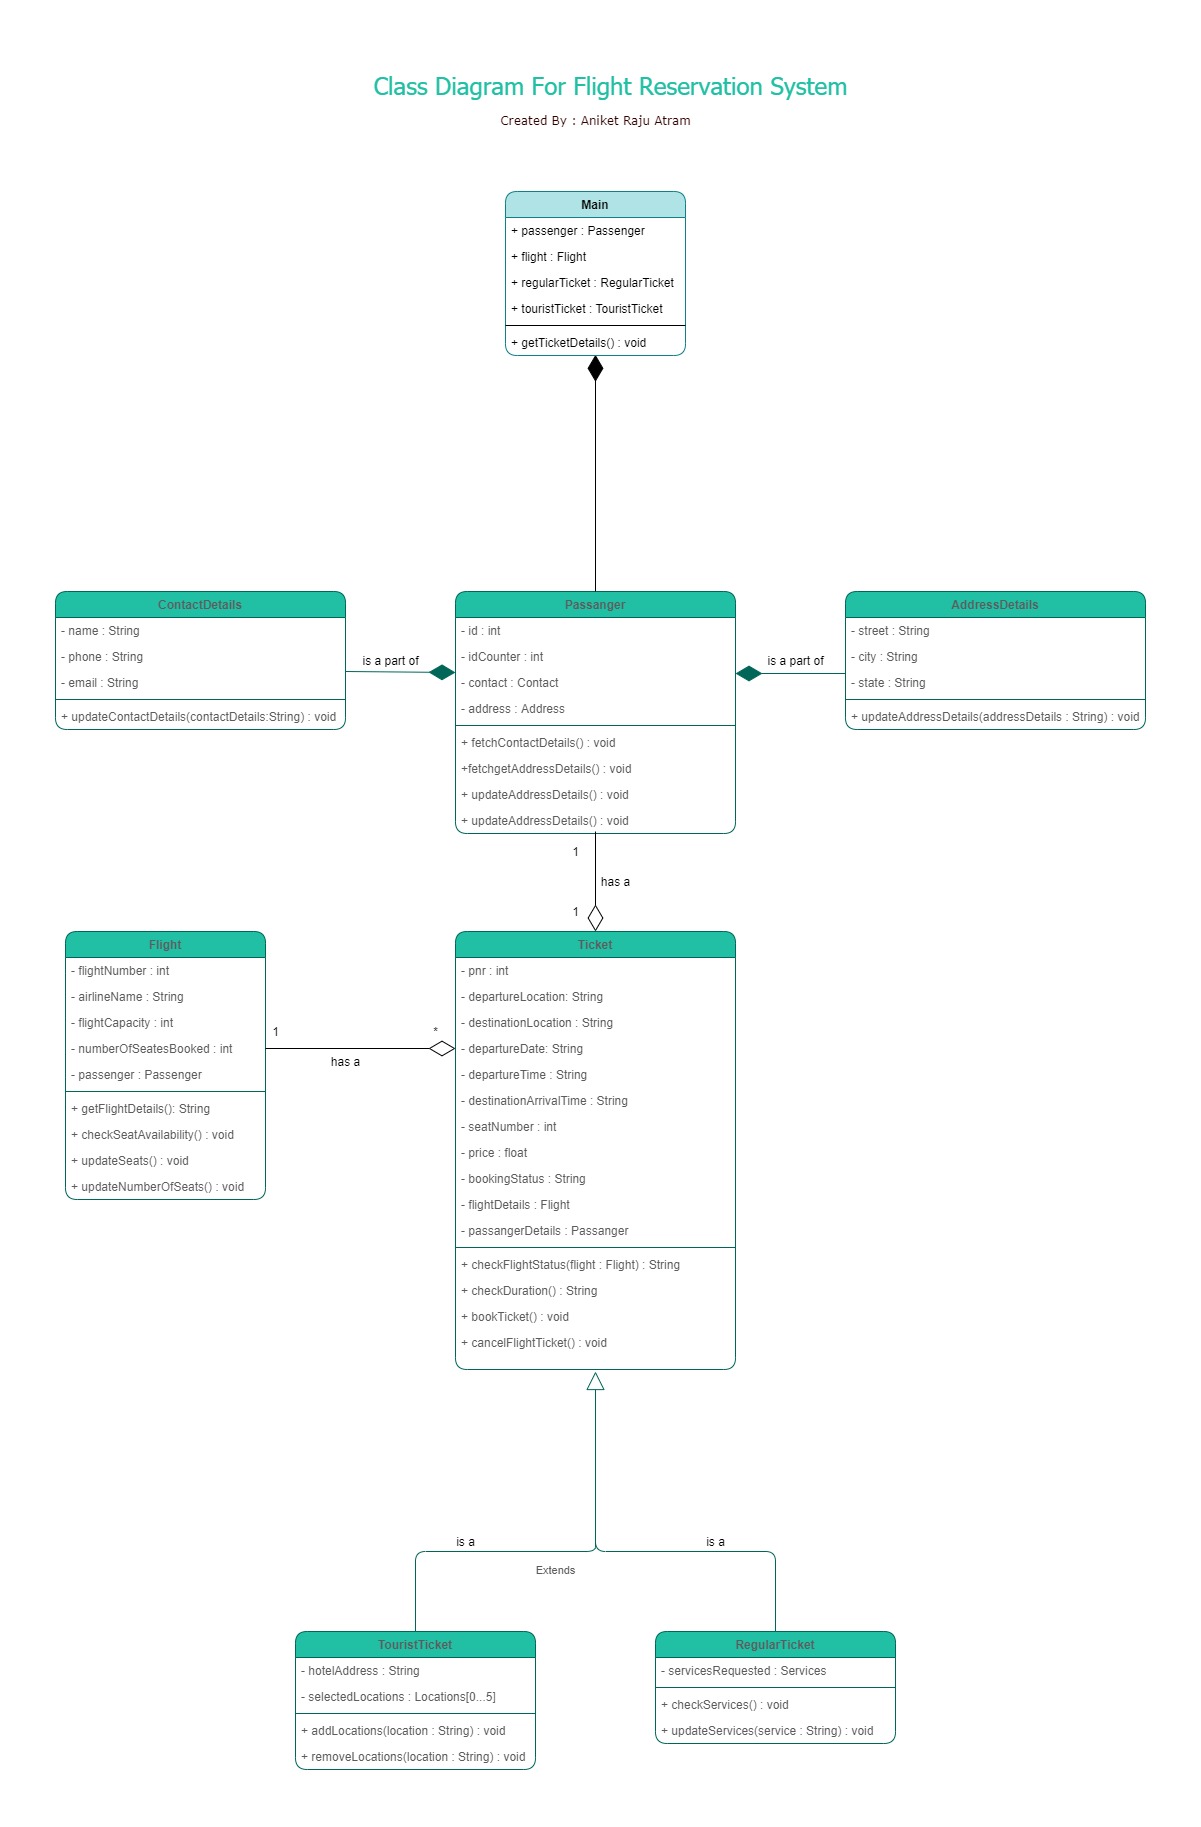 Class Diagram For Flight Reservation System
Created By : Aniket Raju Atram
Main
+ passenger : Passenger
+ flight : Flight
+ regularTicket : RegularTicket
+ touristTicket : TouristTicket
+ getTicketDetails() : void
ContactDetails
- name : String
- phone : String
- email : String
+ updateContactDetails(contactDetails:String) : void
is a part of
Passanger
- id : int
- idCounter : int
- contact : Contact
- address : Address
+ fetchContactDetails() : void
+fetchgetAddressDetails() : void
+ updateAddressDetails() : void
+ updateAddressDetails() : void
is a part of
AddressDetails
- street : String
- city : String
- state : String
+ updateAddressDetails(addressDetails : String) : void
1
has a
1
Flight
- flightNumber : int
- airlineName : String
- flightCapacity : int
- numberOfSeatesBooked : int
- passenger : Passenger
+ getFlightDetails(): String
+ checkSeatAvailability() : void
+ updateSeats() : void
+ updateNumberOfSeats() : void
1
*
has a
Ticket
- pnr : int
- departureLocation: String
- destinationLocation : String
- departureDate: String
- departureTime : String
- destinationArrivalTime : String
- seatNumber : int
- price : float
- bookingStatus : String
- flightDetails : Flight
- passangerDetails : Passanger
+ checkFlightStatus(flight : Flight) : String
+ checkDuration() : String
+ bookTicket() : void
+ cancelFlightTicket() : void
is a
is a
Extends
TouristTicket
- hotelAddress : String
- selectedLocations : Locations[0...5]
+ addLocations(location : String) : void
+ removeLocations(location : String) : void
RegularTicket
- servicesRequested : Services
+ checkServices() : void
+ updateServices(service : String) : void